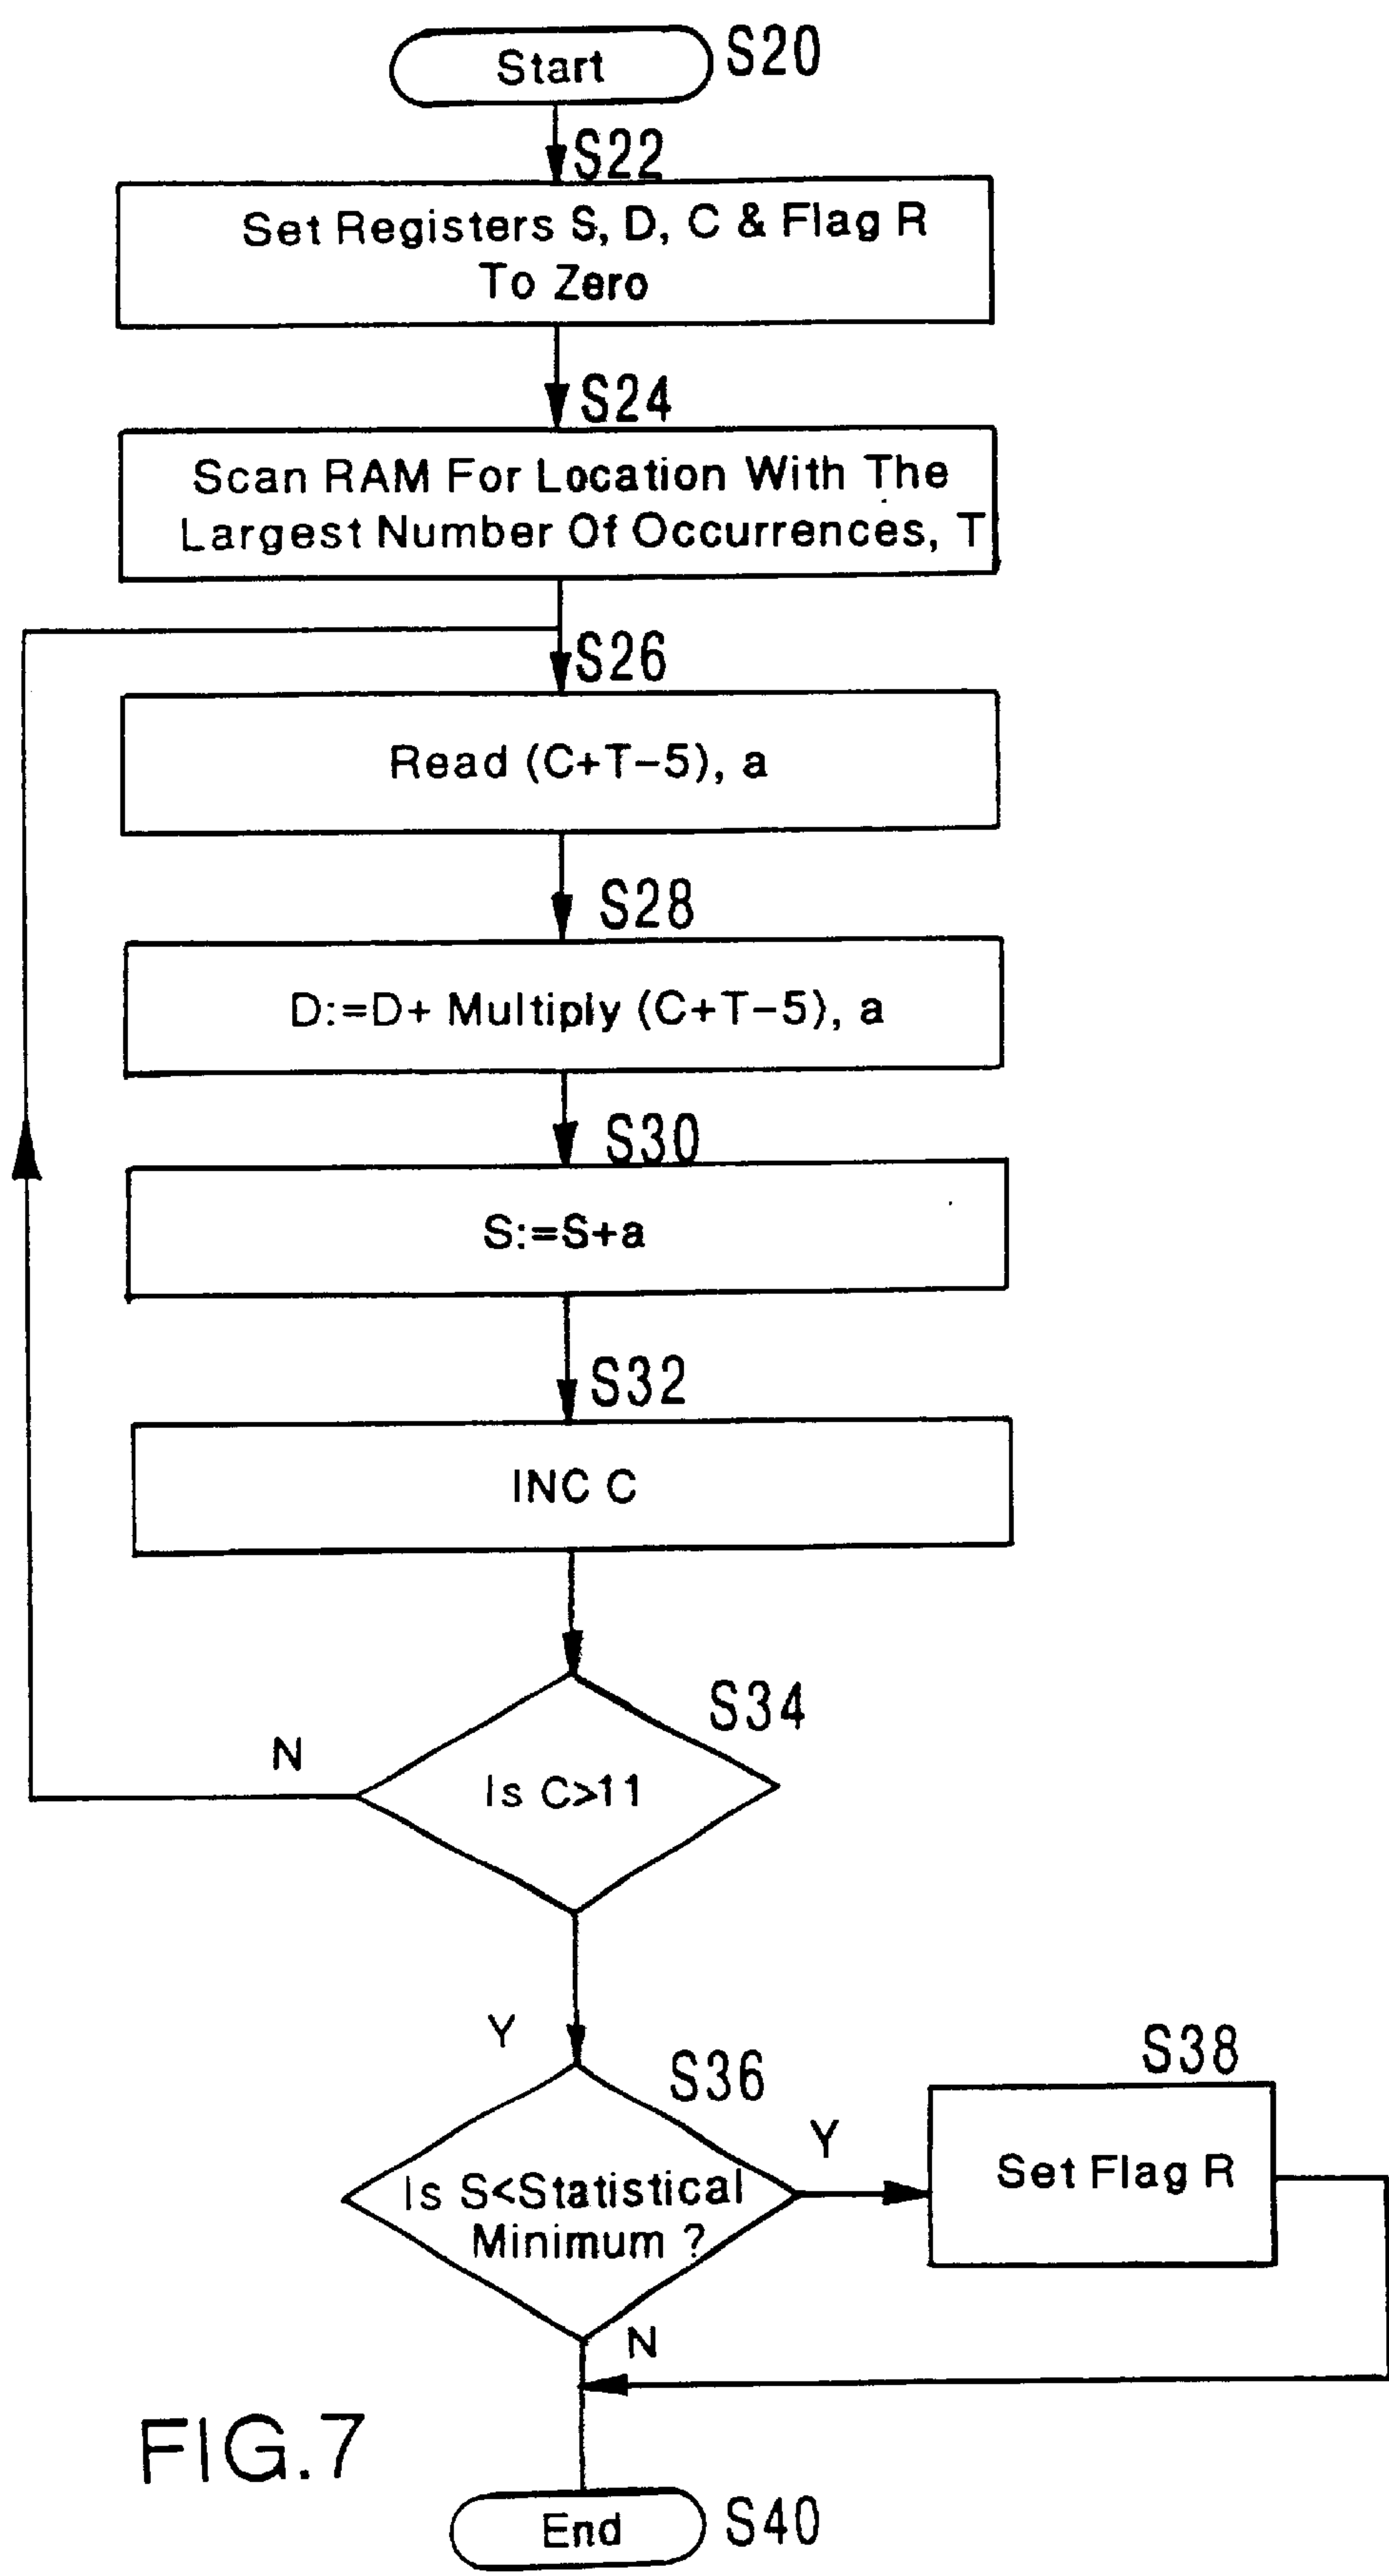 Start
S20
S22
Set Registers S, D, C & Flag R
To Zero
S24
Scan RAM For Location With The
Largest Number Of Occurrences, T
S26
Read (C+T-5), a
S28
D:=D+ Multiply (C+T-5), a
S30
S:=S+a
S32
INC C
S34
N
Is C>11
Y
S36
S38
Y
Is S<Statistical
Minimum ?
Set Flag R
N
FIG.7
End
S40